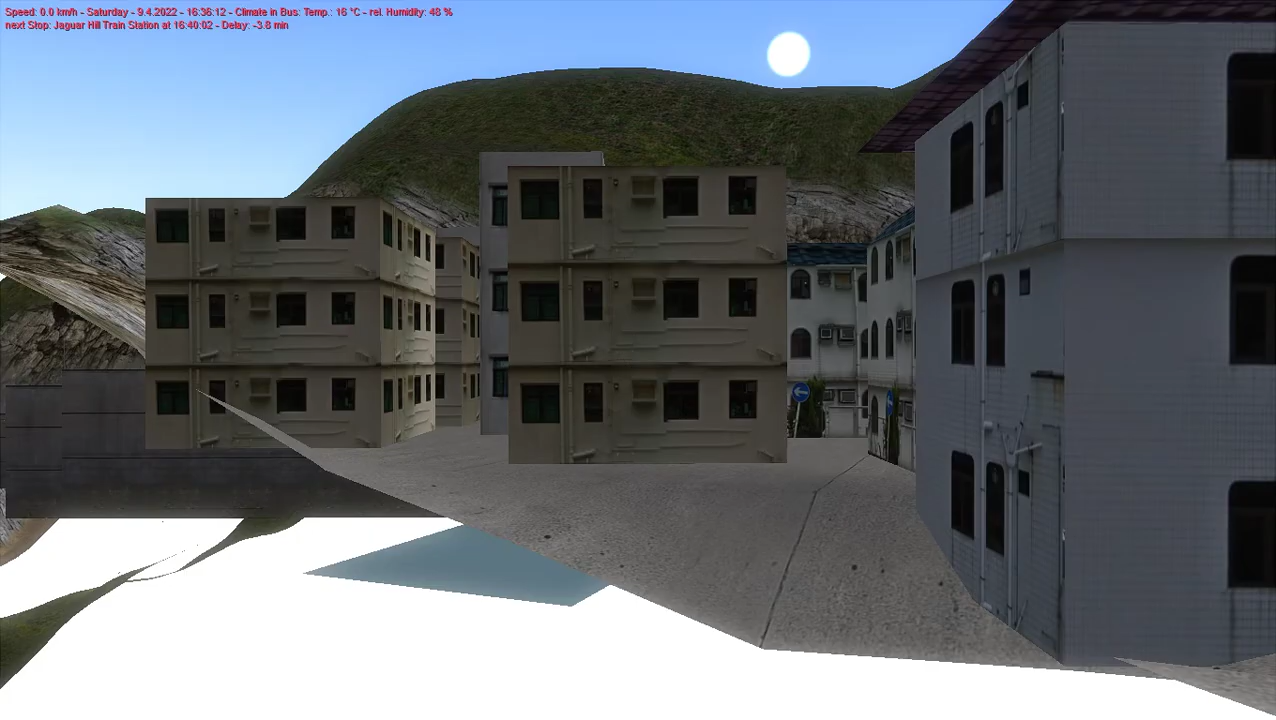 Speed: 0.0 km/h - Saturday - 9.4.2022 - 16:36:12 - Climate in Bus: Temp.: 16 °C - rel. Humidity: 48 %
next Stop: Jaguar Hill Train Station at 16:40:02 - Delay: -3.8 min